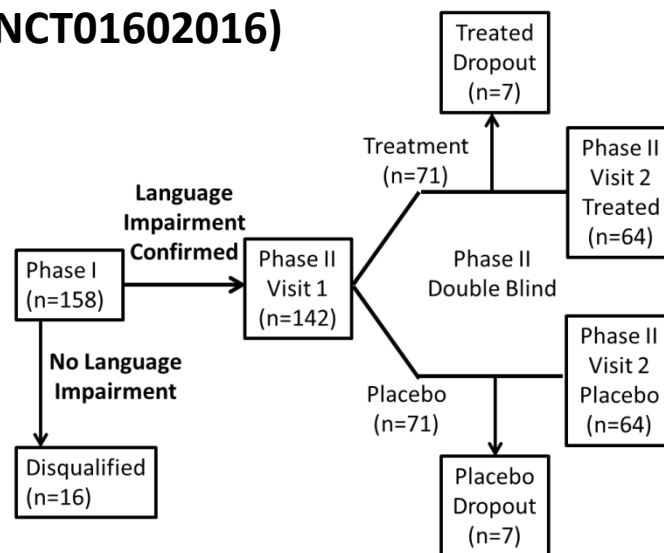 NCT01602016)
Treated
Dropout
(n=7)
Treatment
(n=71)
Phase II
Visit 2
Treated
(n=64)
Language
Impairment
Confirmed
Phase I
(n=158)
Phase II
Visit 1
(n=142)
Phase II
Double Blind
No Language
Impairment
Placebo
(n=71)
Phase II
Visit 2
Placebo
(n=64)
Disqualified
(n=16)
Placebo
Dropout
(n=7)